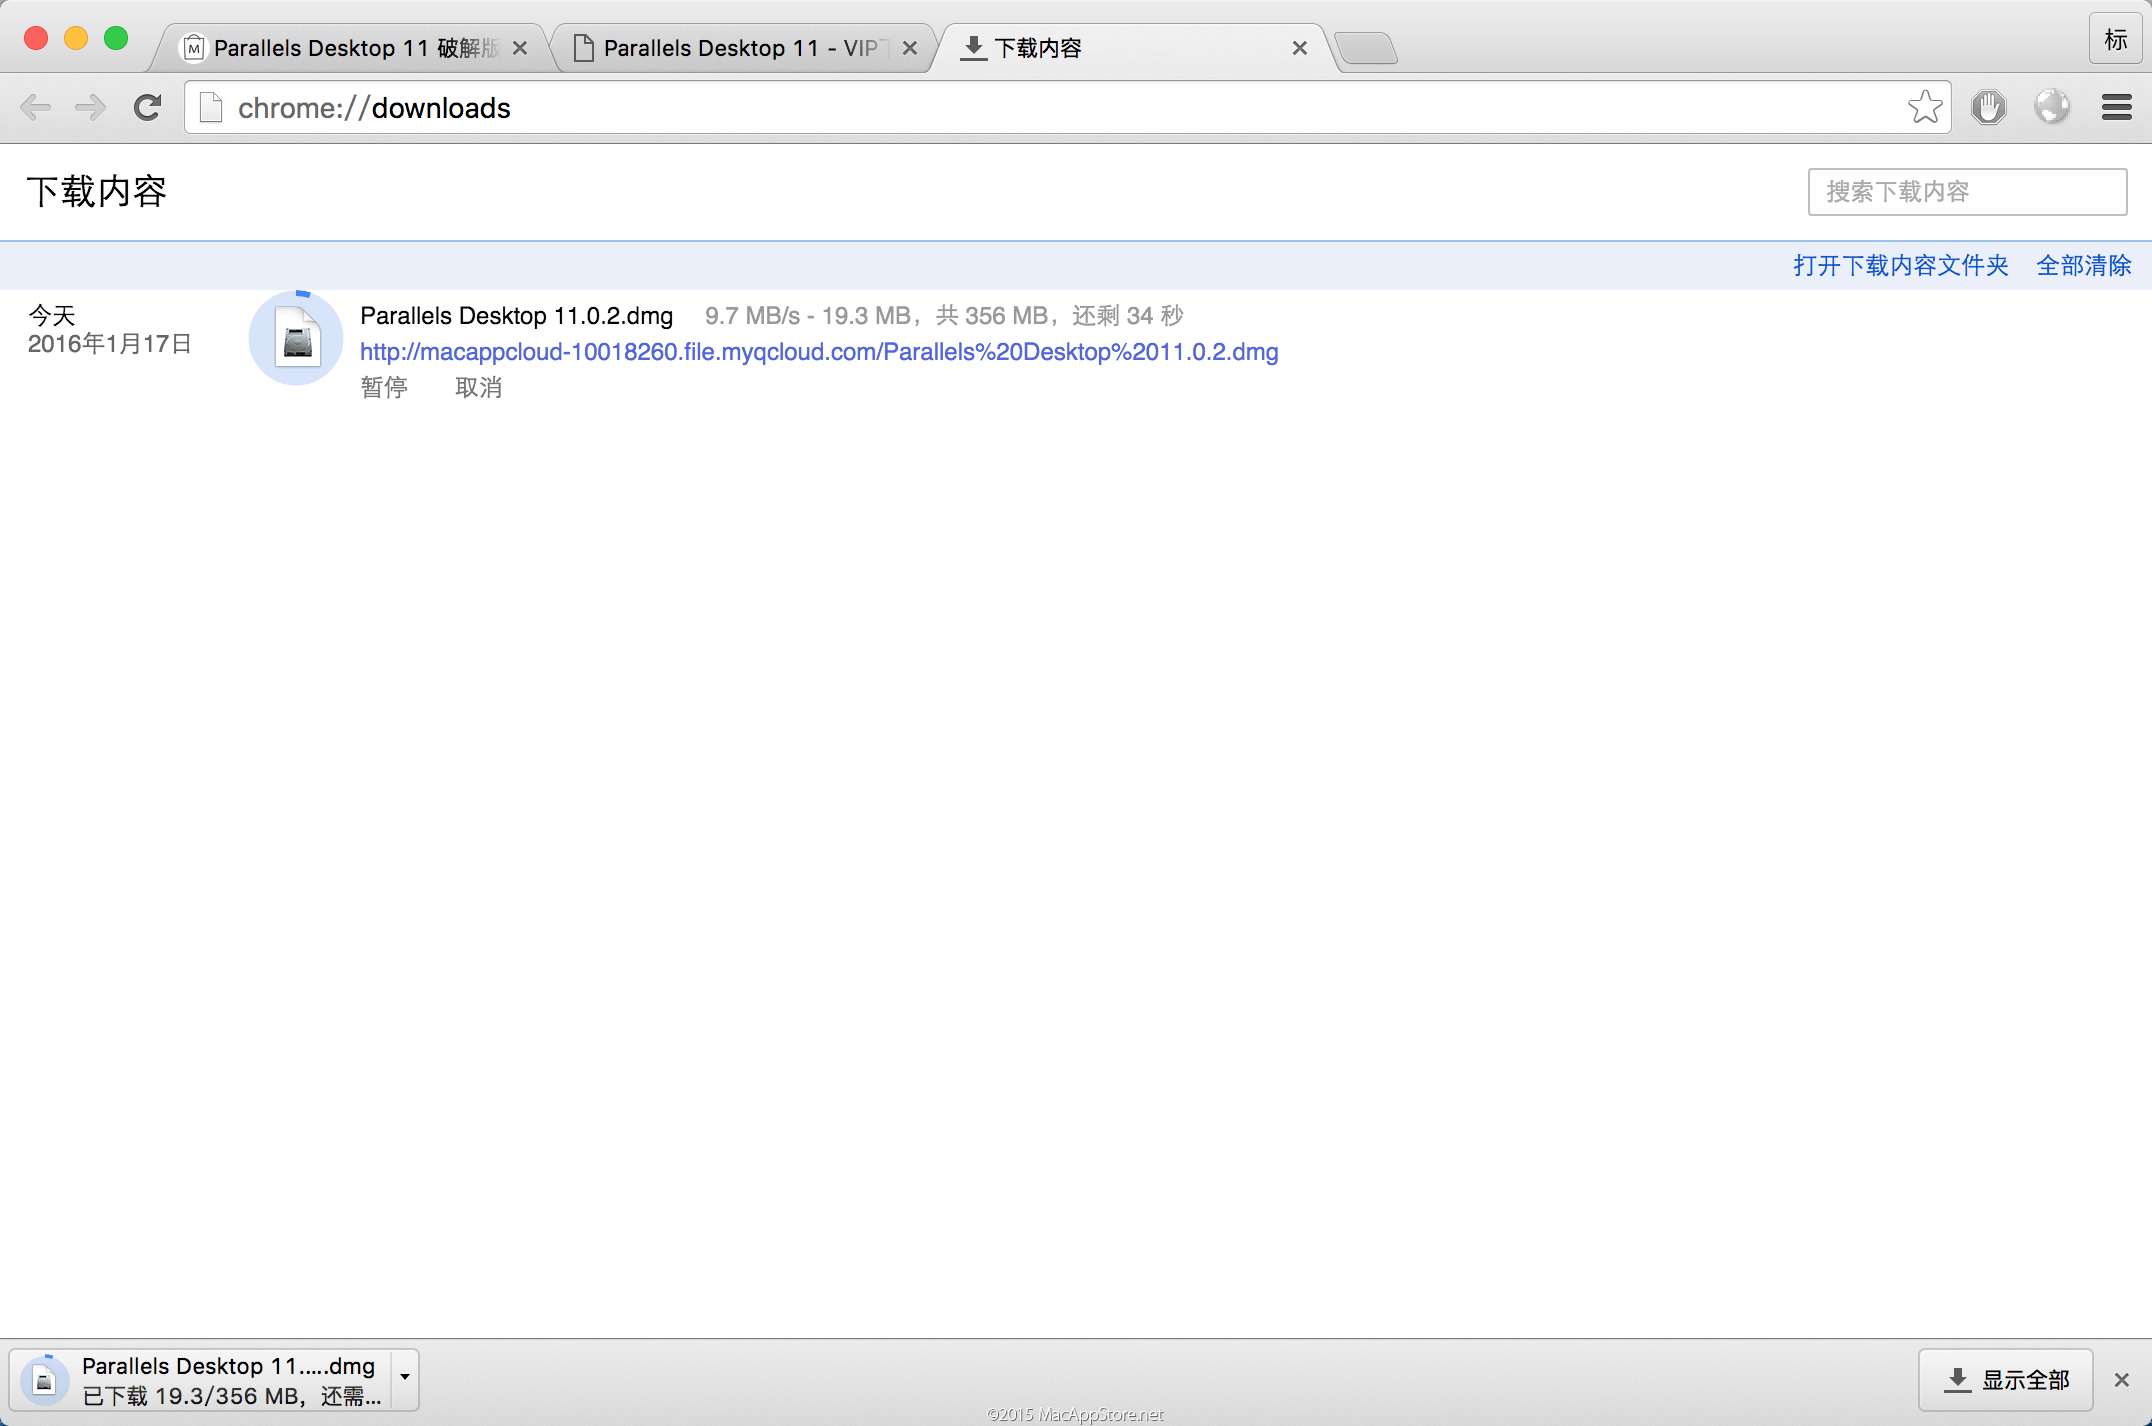 Parallels Desktop 11 破解版
Parallels Desktop 11 - VIP
下载内容
标
chrome://downloads
下载内容
搜索下载内容
打开下载内容文件夹 全部清除
今天
2016年1月17日
Parallels Desktop 11.0.2.dmg 9.7 MB/s - 19.3 MB，共 356 MB，还剩 34 秒
http://macappcloud-10018260.file.myqcloud.com/Parallels%20Desktop%2011.0.2.dmg
暂停 取消
Parallels Desktop 11.....dmg
已下载 19.3/356 MB，还需...
显示全部
©2015 MacAppStore.net